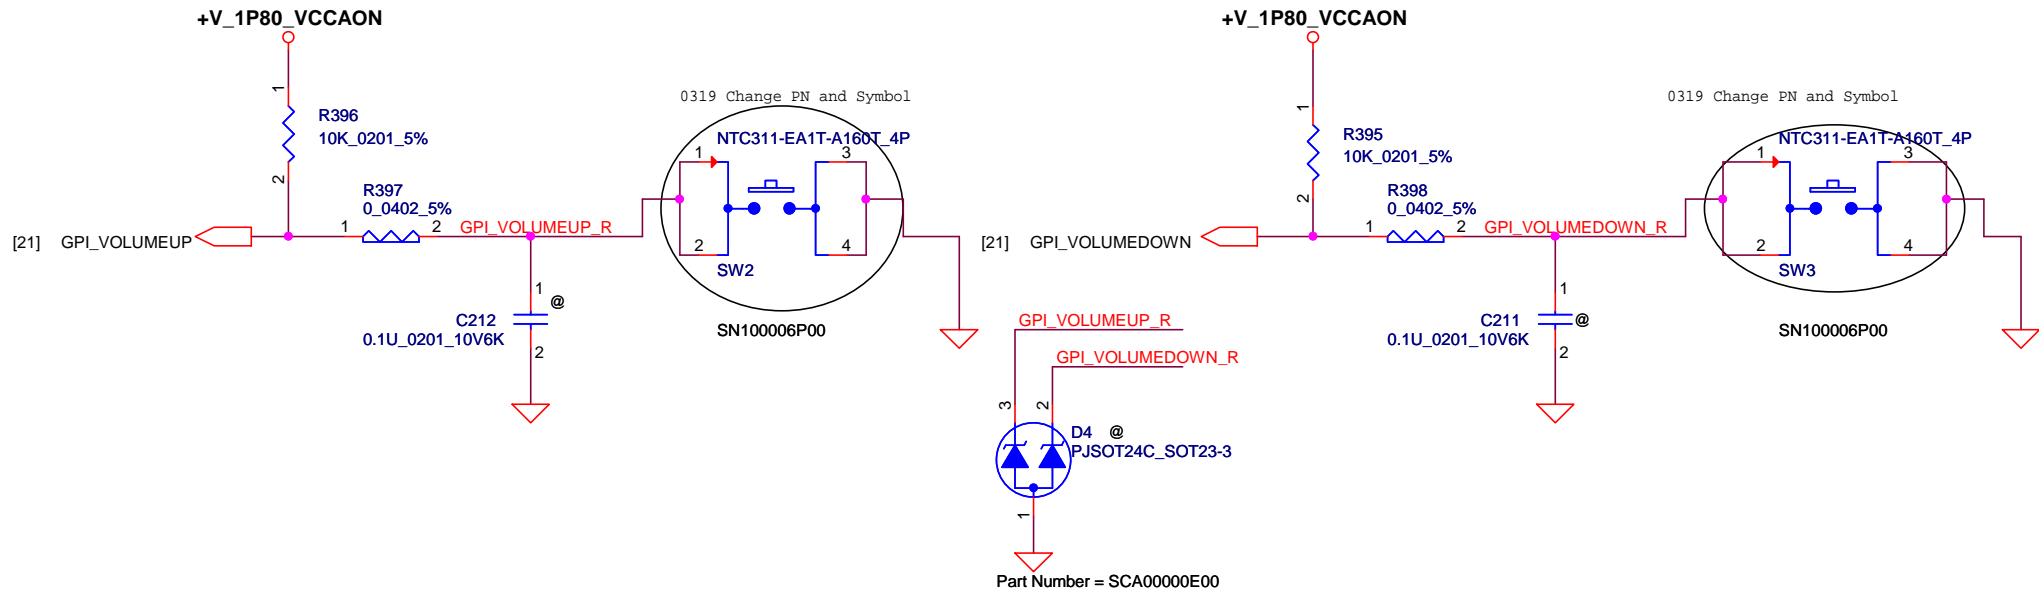 +V_1P80_VCCAON
1
R396
10K_0201_5%
2
R397
0_0402_5%
[21] GPI_VOLUMEUP
1
2
GPI_VOLUMEUP_R
1
@
C212
0.1U_0201_10V6K
2
0319 Change PN and Symbol
NTC311-EA1T-A160T_4P
1
3
2
4
SW2
SN100006P00
+V_1P80_VCCAON
1
R395
10K_0201_5%
2
R398
0_0402_5%
[21] GPI_VOLUMEDOWN
1
2
GPI_VOLUMEDOWN_R
1
C211
@
0.1U_0201_10V6K
2
0319 Change PN and Symbol
NTC311-EA1T-A160T_4P
1
3
2
4
SW3
SN100006P00
GPI_VOLUMEUP_R
GPI_VOLUMEDOWN_R
3
2
D4 @
PJSOT24C_SOT23-3
1
Part Number = SCA00000E00